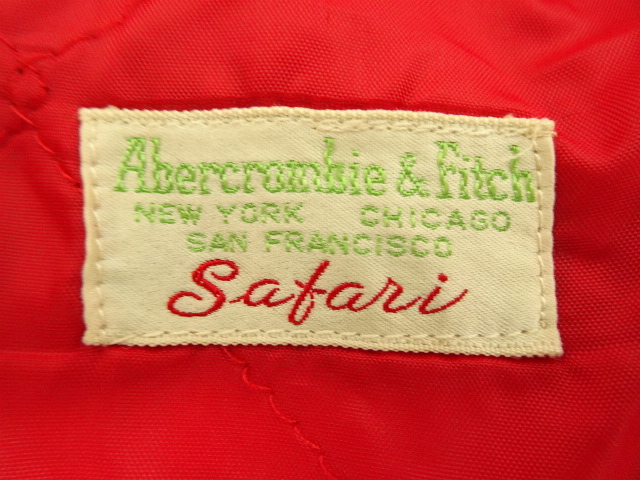 Abercrombie & Fitch
NEW YORK CHICAGO
SAN FRANCISCO
Safari